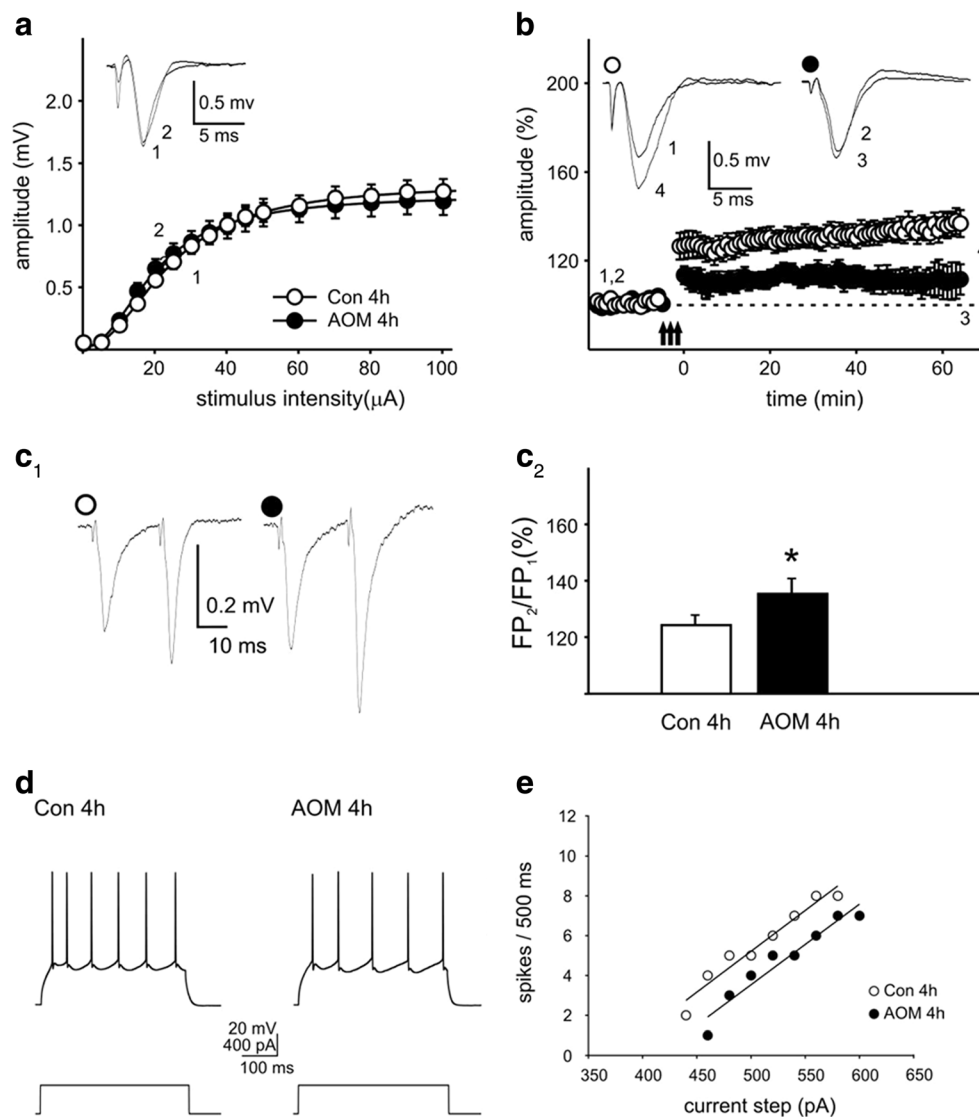 a
2.0
1.5
1.0
0.5
amplitude (mV)
0.5 mv
5 ms
2
1
2
1
Con 4h
AOM 4h
20
40
60
80
100
stimulus intensity(μA)
b
200
160
120
amplitude (%)
1
4
0.5 mv
5 ms
2
3
1,2
3
0
20
40
60
time (min)
c1
0.2 mV
10 ms
c2
160
140
120
FP2/FP1(%)
*
Con 4h
AOM 4h
d
Con 4h
AOM 4h
20 mV
400 pA
100 ms
e
12
10
8
6
4
2
0
spikes / 500 ms
Con 4h
AOM 4h
350
400
450
500
550
600
650
current step (pA)